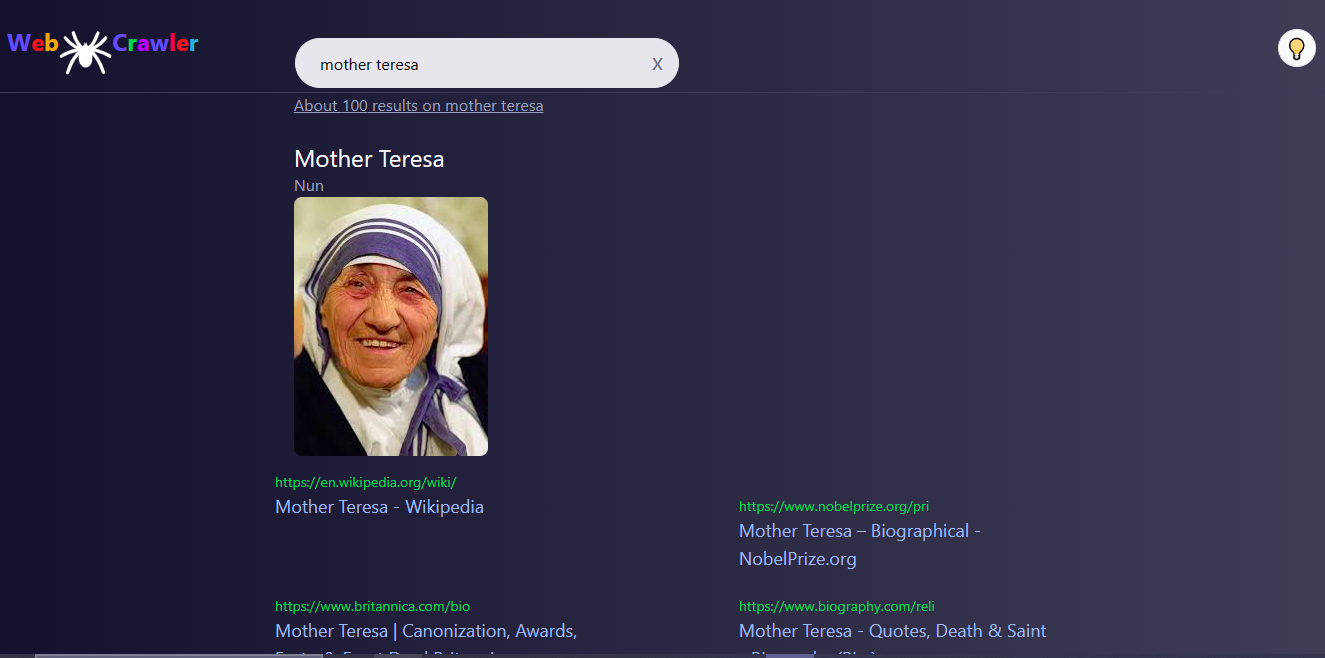 Web Crawler
mother teresa X
About 100 results on mother teresa
Mother Teresa
Nun
https://en.wikipedia.org/wiki/
Mother Teresa - Wikipedia
https://www.nobelprize.org/pri
Mother Teresa – Biographical -
NobelPrize.org
https://www.britannica.com/bio
Mother Teresa | Canonization, Awards,
https://www.biography.com/reli
Mother Teresa - Quotes, Death & Saint